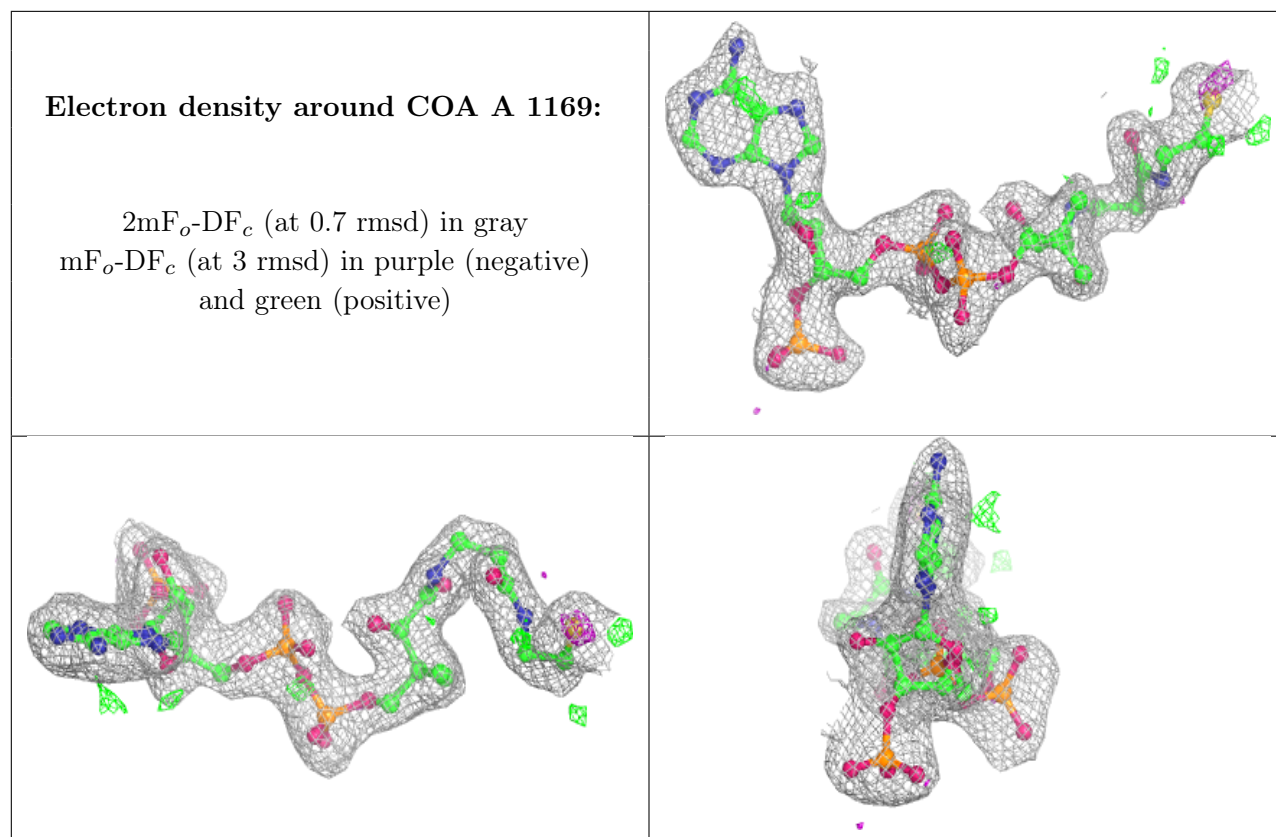 Electron density around COA A 1169:
2mFₒ-DF𝒸 (at 0.7 rmsd) in gray
mFₒ-DF𝒸 (at 3 rmsd) in purple (negative)
and green (positive)